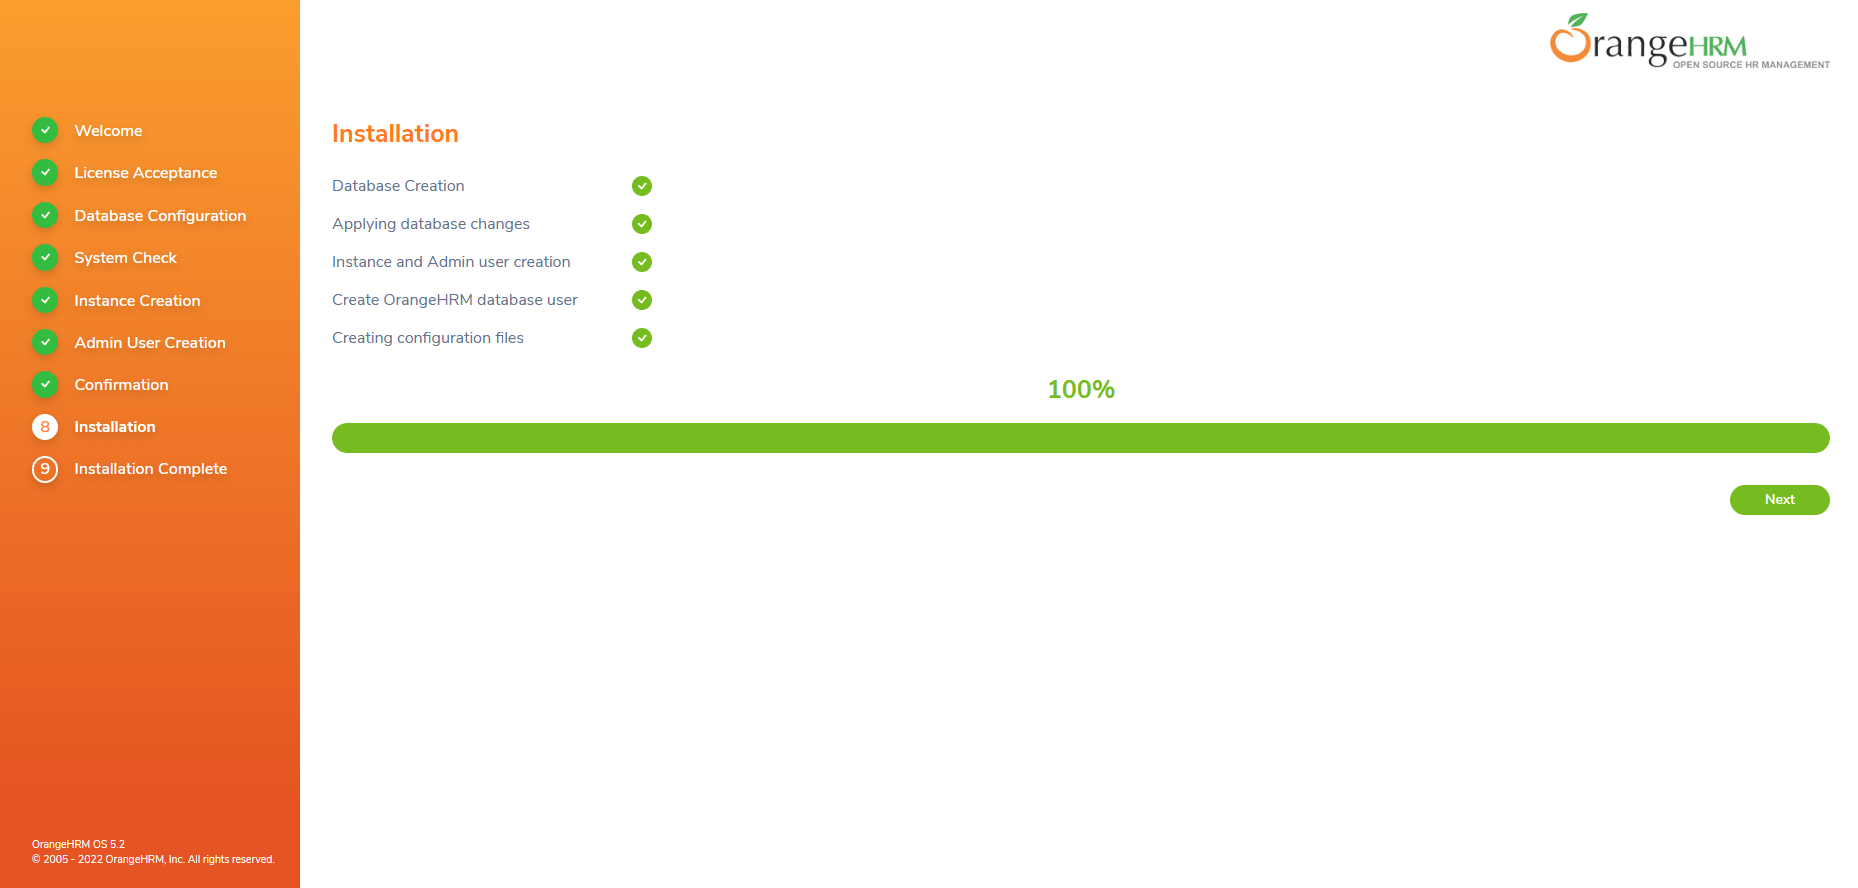 OrangeHRM
OPEN SOURCE HR MANAGEMENT
Welcome
License Acceptance
Database Configuration
System Check
Instance Creation
Admin User Creation
Confirmation
8 Installation
9 Installation Complete
OrangeHRM OS 5.2
© 2005 - 2022 OrangeHRM, Inc. All rights reserved.
Installation
Database Creation
Applying database changes
Instance and Admin user creation
Create OrangeHRM database user
Creating configuration files
100%
Next